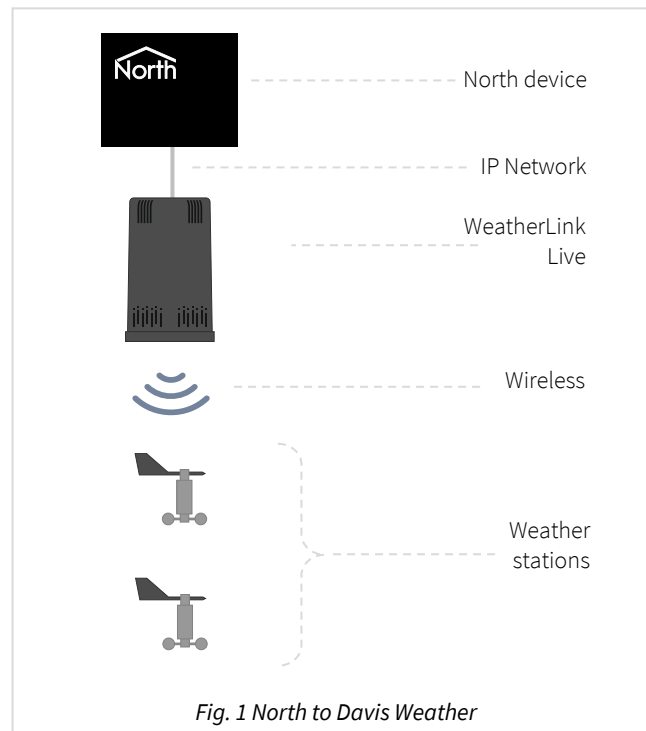 North
North device
IP Network
WeatherLink
Live
Wireless
Weather
stations
Fig. 1 North to Davis Weather